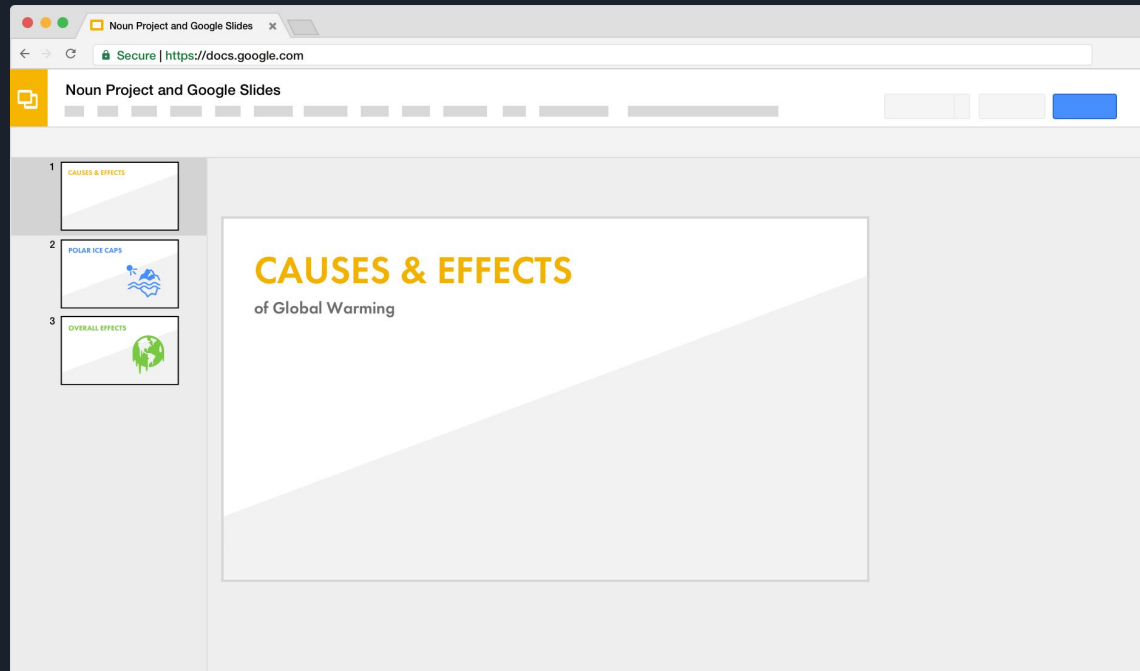 Noun Project and Google Slides
Secure | https://docs.google.com
Noun Project and Google Slides
1
CAUSES & EFFECTS
2
POLAR ICE CAPS
3
OVERALL EFFECTS
CAUSES & EFFECTS
of Global Warming